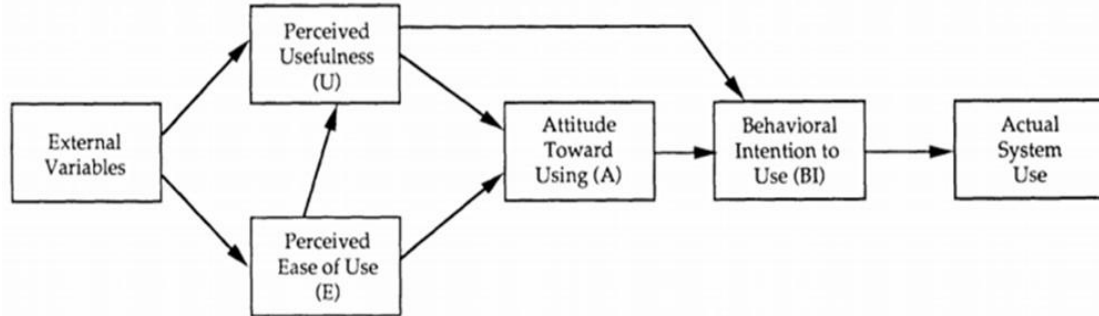 External
Variables
Perceived
Usefulness
(U)
Perceived
Ease of Use
(E)
Attitude
Toward
Using (A)
Behavioral
Intention to
Use (BI)
Actual
System
Use